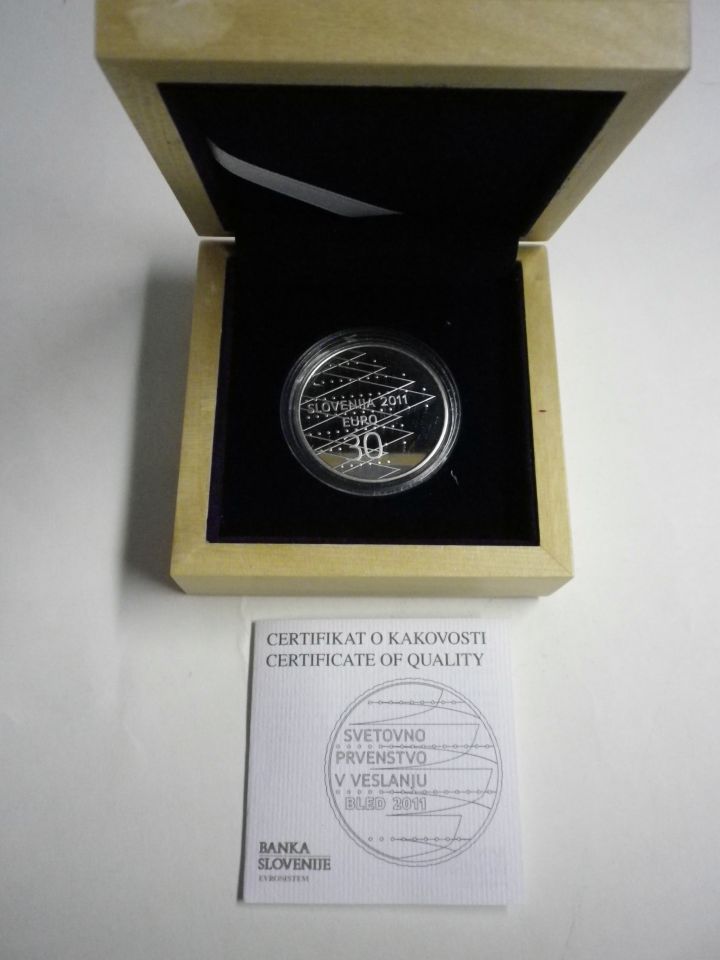 SLOVENIJA 2011
EURO
30
CERTIFIKAT O KAKOVOSTI
CERTIFICATE OF QUALITY
SVETOVNO
PRVENSTVO
V VESLANJU
BLED 2011
BANKA
SLOVENIJE
EVROSISTEM